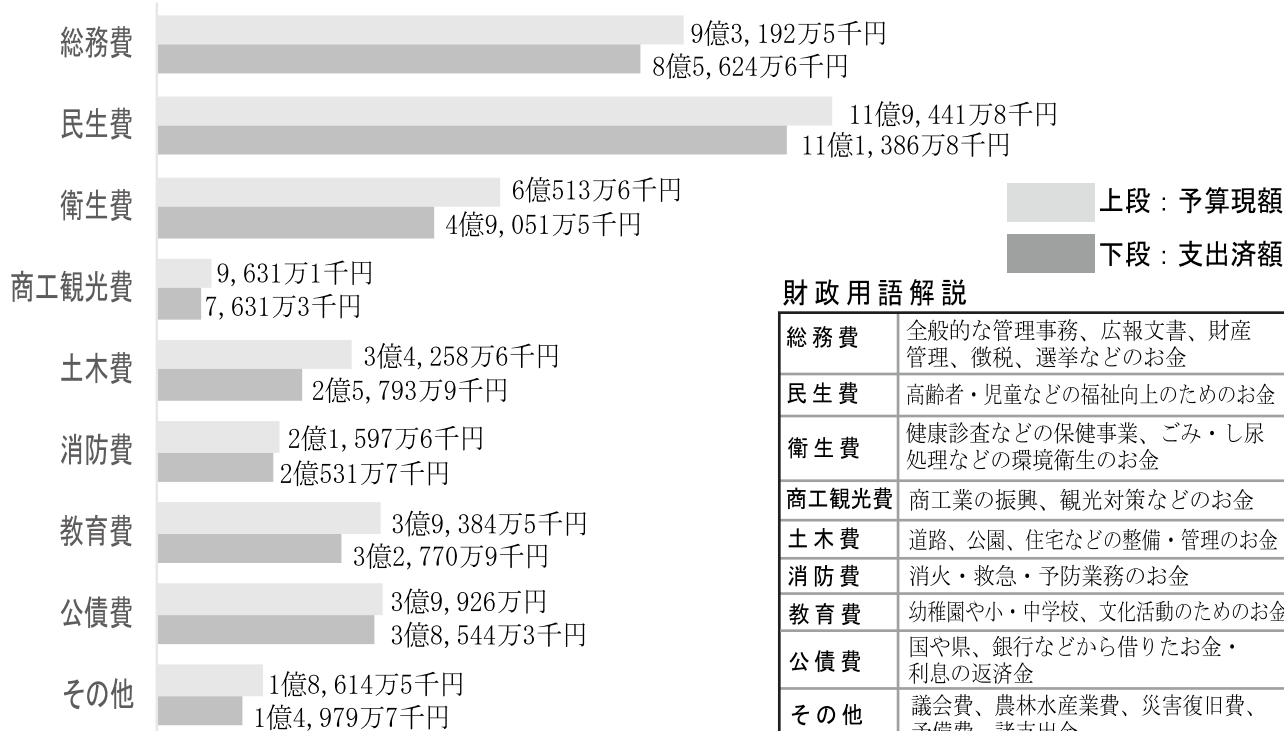 総務費
9億3,192万5千円
8億5,624万6千円
民生費
11億9,441万8千円
11億1,386万8千円
衛生費
6億513万6千円
4億9,051万5千円
商工観光費
9,631万1千円
7,631万3千円
土木費
3億4,258万6千円
2億5,793万9千円
消防費
2億1,597万6千円
2億531万7千円
教育費
3億9,384万5千円
3億2,770万9千円
公債費
3億9,926万円
3億8,544万3千円
その他
1億8,614万5千円
1億4,979万7千円
上段：予算現額
下段：支出済額
財政用語解説
総務費
全般的な管理事務、広報文書、財産
管理、徴税、選挙などのお金
民生費
高齢者・児童などの福祉向上のためのお金
衛生費
健康診査などの保健事業、ごみ・し尿
処理などの環境衛生のお金
商工観光費
商工業の振興、観光対策などのお金
土木費
道路、公園、住宅などの整備・管理のお金
消防費
消火・救急・予防業務のお金
教育費
幼稚園や小・中学校、文化活動のためのお金
公債費
国や県、銀行などから借りたお金・
利息の返済金
その他
議会費、農林水産業費、災害復旧費、
予備費、諸支出金